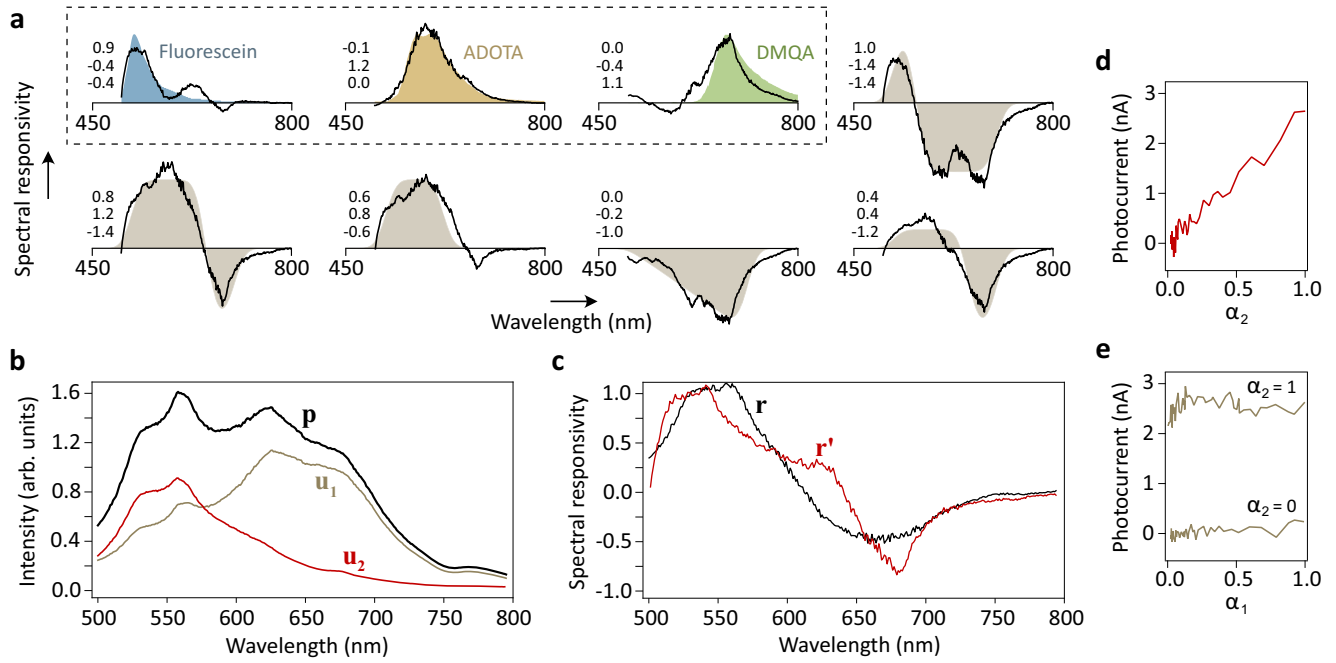 a
Spectral responsivity
Wavelength (nm)
0.9
-0.4
-0.4
Fluorescein
450 800
-0.1
1.2
0.0
ADOTA
450 800
0.0
-0.4
1.1
DMQA
450 800
1.0
-1.4
-1.4
450 800
0.8
1.2
-1.4
450 800
0.6
0.8
-0.6
450 800
0.0
-0.2
-1.0
450 800
0.4
0.4
-1.2
450 800
b
Intensity (arb. units)
1.6
1.2
0.8
0.4
0.0
p
u₁
u₂
500 550 600 650 700 750 800
Wavelength (nm)
c
Spectral responsivity
1.0
0.5
0.0
-0.5
-1.0
r
r'
500 550 600 650 700 750 800
Wavelength (nm)
d
Photocurrent (nA)
3
2
1
0
0.0 0.5 1.0
α₂
e
Photocurrent (nA)
3
2
1
0
α₂ = 1
α₂ = 0
0.0 0.5 1.0
α₁